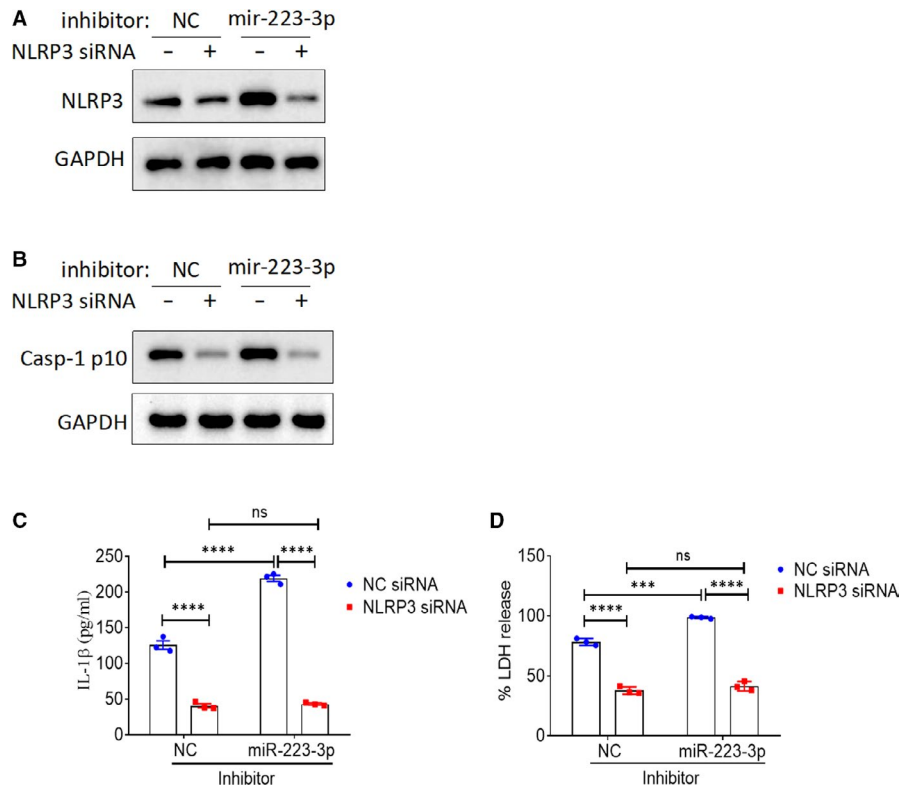 A
inhibitor: NC mir-223-3p
NLRP3 siRNA – + – +
NLRP3
GAPDH
B
inhibitor: NC mir-223-3p
NLRP3 siRNA – + – +
Casp-1 p10
GAPDH
C
ns
**** ****
****
IL-1β (pg/ml)
250
200
150
100
50
0
NC miR-223-3p
Inhibitor
NC siRNA
NLRP3 siRNA
D
ns
*** ****
****
% LDH release
150
100
50
0
NC miR-223-3p
Inhibitor
NC siRNA
NLRP3 siRNA